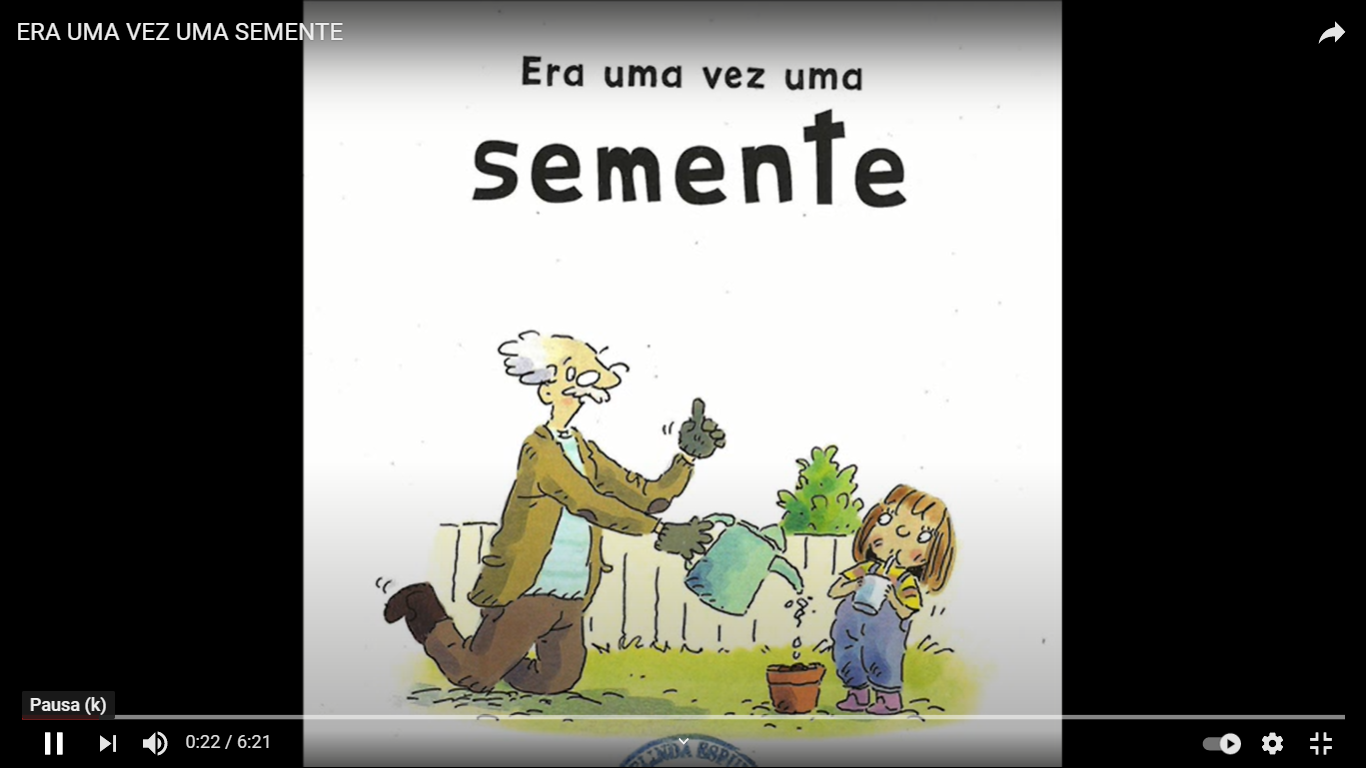 ERA UMA VEZ UMA SEMENTE
Era uma vez uma
semente
Pausa (k)
0:22 / 6:21